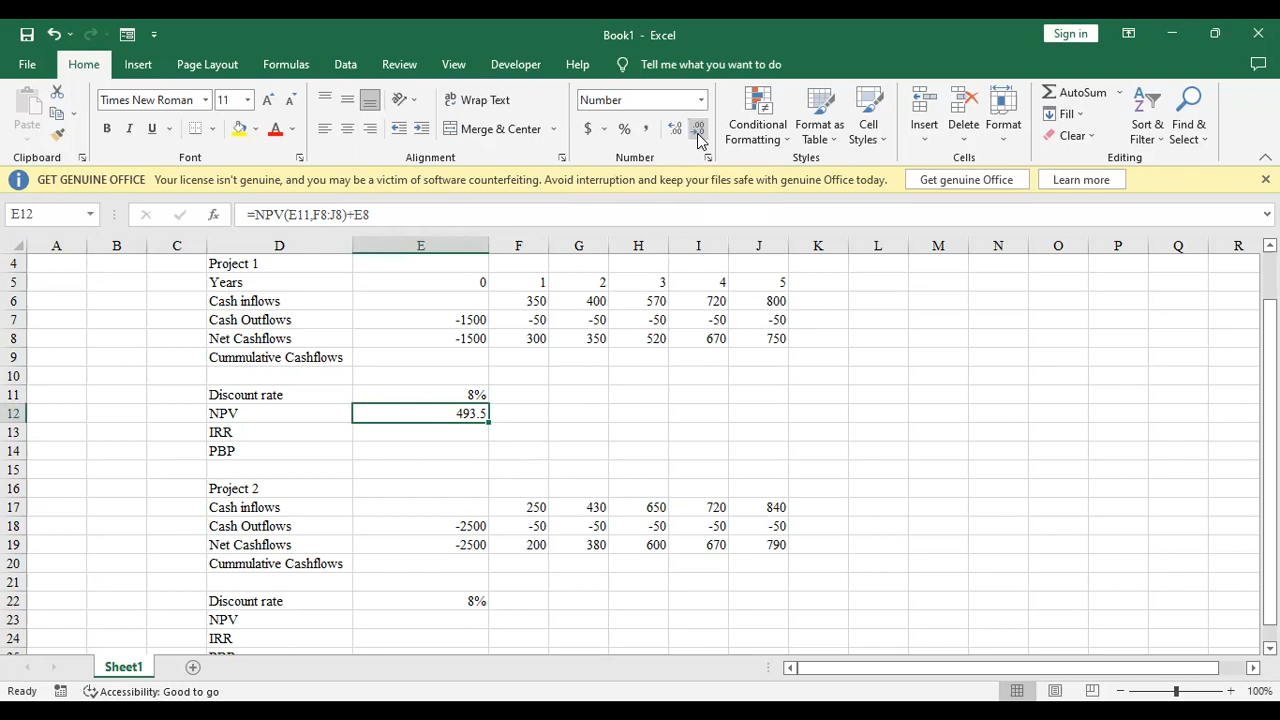 Book1 - Excel
Sign in
File Home Insert Page Layout Formulas Data Review View Developer Help Tell me what you want to do
Paste
Times New Roman 11 A A
Wrap Text
Number
B I U A
Merge & Center
$ % ,
Conditional Formatting
Format as Table
Cell Styles
Insert Delete Format
AutoSum
Fill
Clear
Sort & Filter
Find & Select
Clipboard Font Alignment Number Styles Cells Editing
GET GENUINE OFFICE Your license isn't genuine, and you may be a victim of software counterfeiting. Avoid interruption and keep your files safe with genuine Office today. Get genuine Office Learn more
E12 fx =NPV(E11,F8:J8)+E8
A B C D E F G H I J K L M N O P Q R
4 Project 1
5 Years 0 1 2 3 4 5
6 Cash inflows 350 400 570 720 800
7 Cash Outflows -1500 -50 -50 -50 -50 -50
8 Net Cashflows -1500 300 350 520 670 750
9 Cummulative Cashflows
10
11 Discount rate 8%
12 NPV 493.5
13 IRR
14 PBP
15
16 Project 2
17 Cash inflows 250 430 650 720 840
18 Cash Outflows -2500 -50 -50 -50 -50 -50
19 Net Cashflows -2500 200 380 600 670 790
20 Cummulative Cashflows
21
22 Discount rate 8%
23 NPV
24 IRR
Sheet1
Ready Accessibility: Good to go 100%